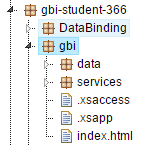 gbi-student-366
DataBinding
gbi
data
services
.xsaccess
.xsapp
index.html